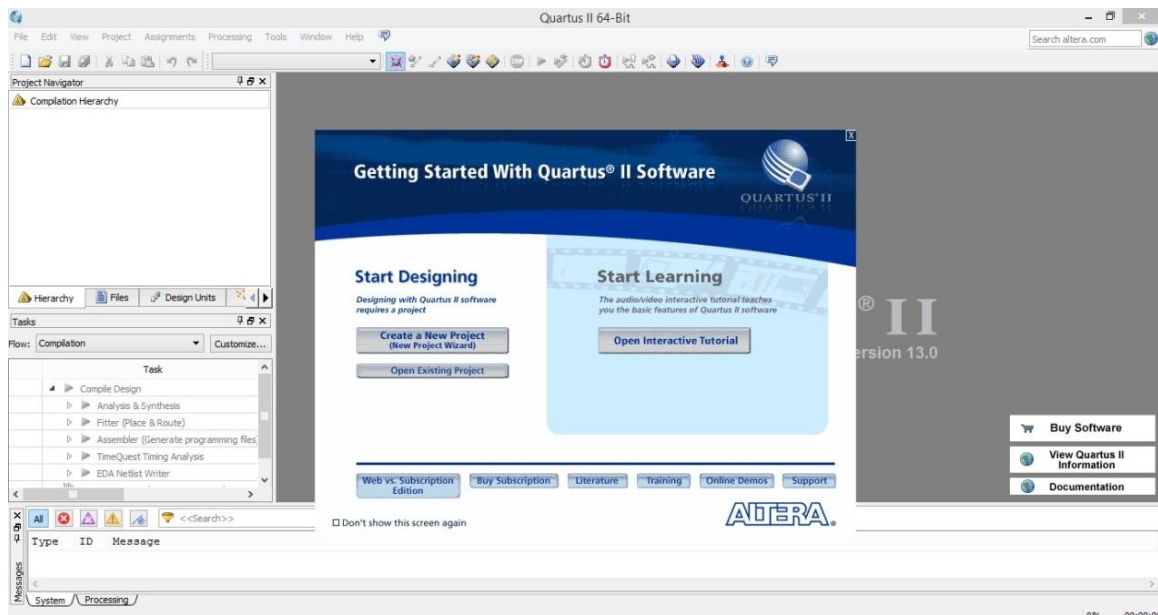 Quartus II 64-Bit
File Edit View Project Assignments Processing Tools Window Help
Search altera.com
Project Navigator
Compilation Hierarchy
Hierarchy Files Design Units
Tasks
Flow: Compilation Customize...
Task
Compile Design
Analysis & Synthesis
Fitter (Place & Route)
Assembler (Generate programming files)
TimeQuest Timing Analysis
EDA Netlist Writer
Getting Started With Quartus® II Software
QUARTUS® II
Start Designing
Designing with Quartus II software
requires a project
Create a New Project
(New Project Wizard)
Open Existing Project
Start Learning
The audio/video interactive tutorial teaches
you the basic features of Quartus II software
Open Interactive Tutorial
Web vs. Subscription
Edition
Buy Subscription
Literature
Training
Online Demos
Support
Don't show this screen again
ALTERA®
® II
ersion 13.0
Buy Software
View Quartus II
Information
Documentation
All <<Search>>
Type ID Message
Messages
System Processing